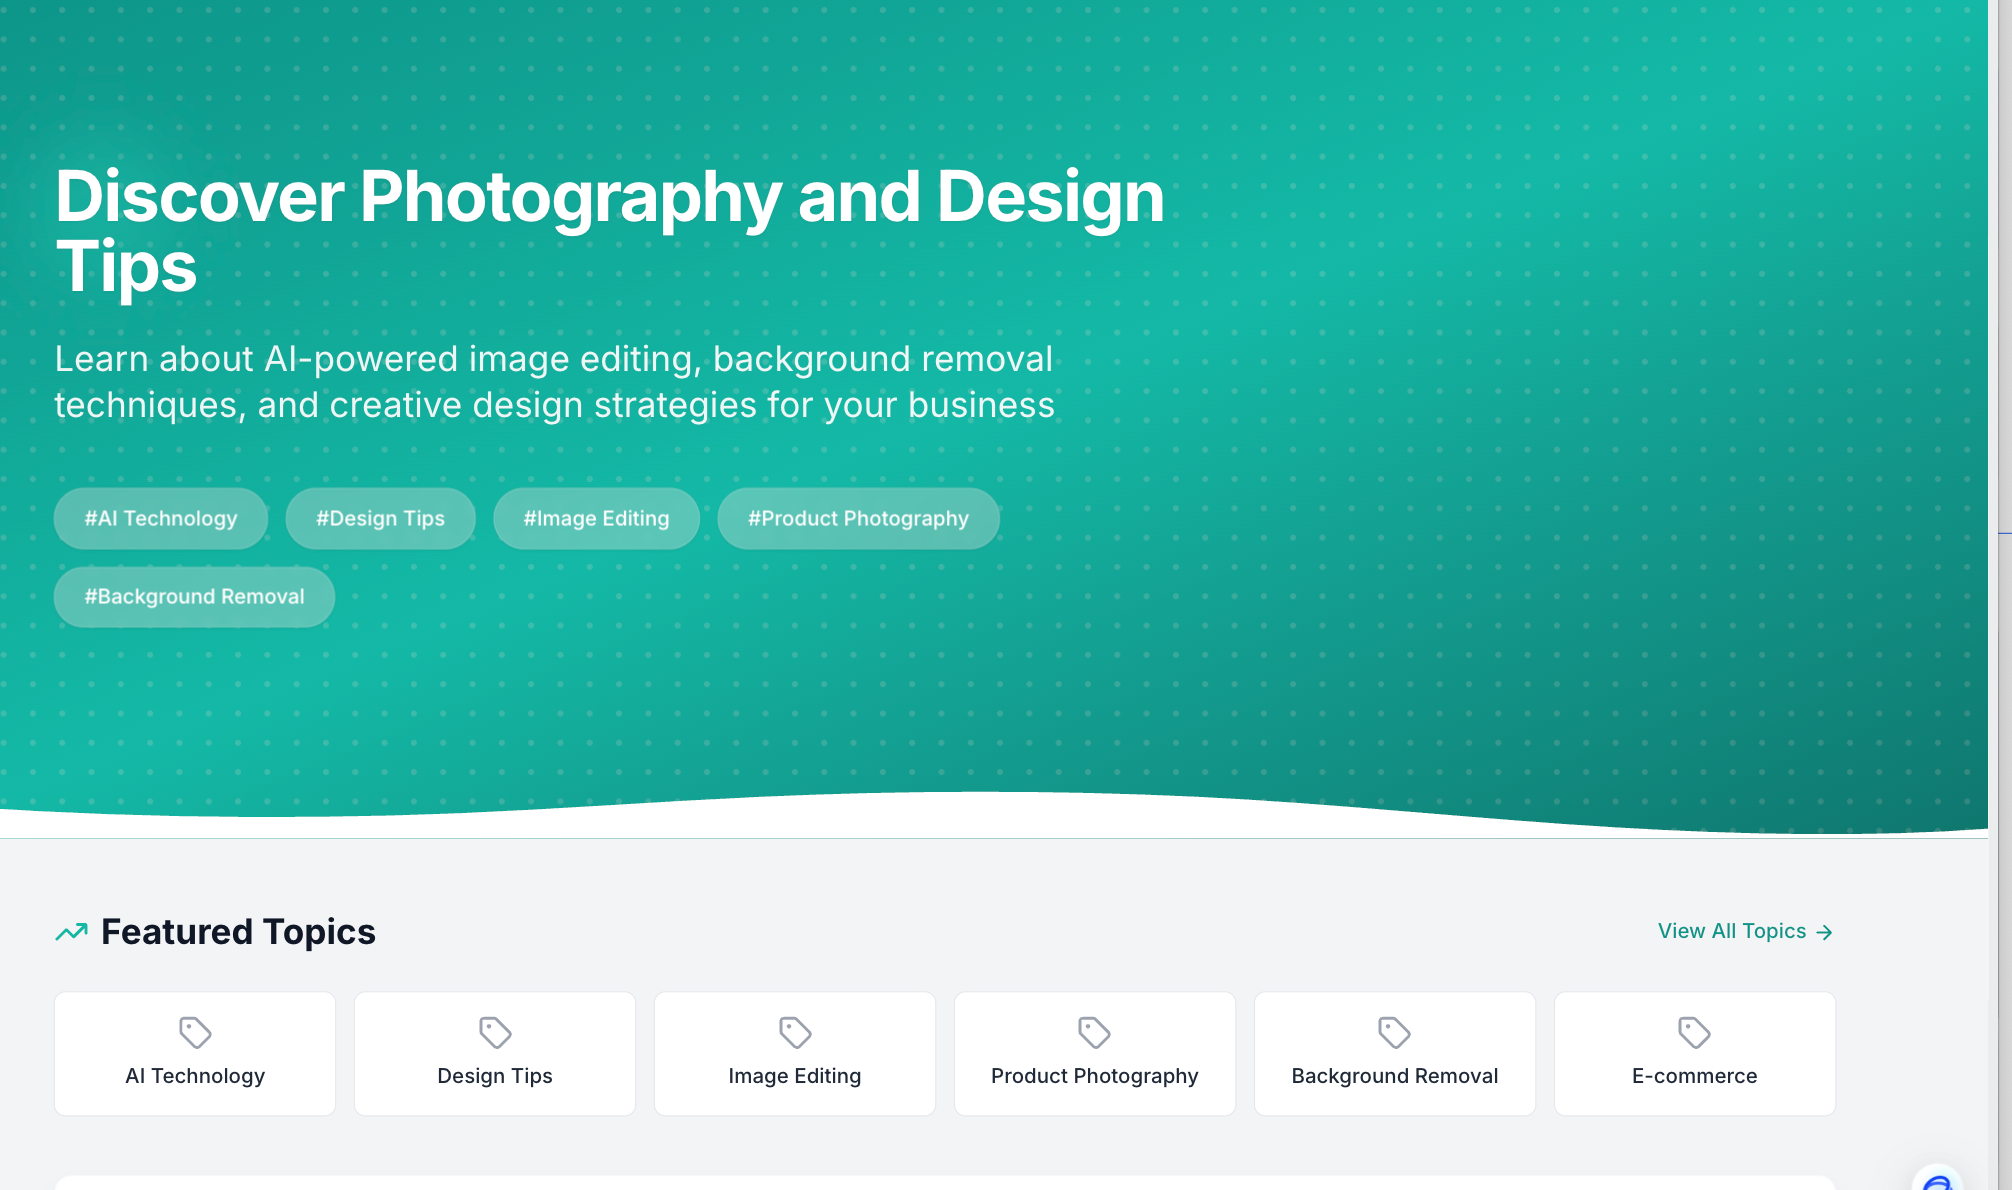 Discover Photography and Design
Tips
Learn about AI-powered image editing, background removal
techniques, and creative design strategies for your business
#AI Technology
#Design Tips
#Image Editing
#Product Photography
#Background Removal
Featured Topics
View All Topics →
AI Technology
Design Tips
Image Editing
Product Photography
Background Removal
E-commerce